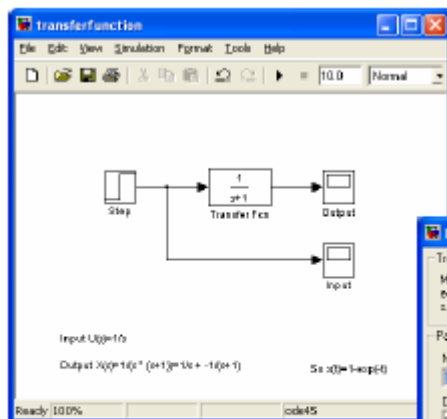 transferfunction
File Edit View Simulation Format Tools Help
10.0 Normal
Step
1
s+1
Transfer Fcn
Output
Input
Input U(s)=1/s
Output X(s)=1/(s * (s+1))=1/s + -1/(s+1)
So x(t)=1-exp(-t)
Ready 100% ode45